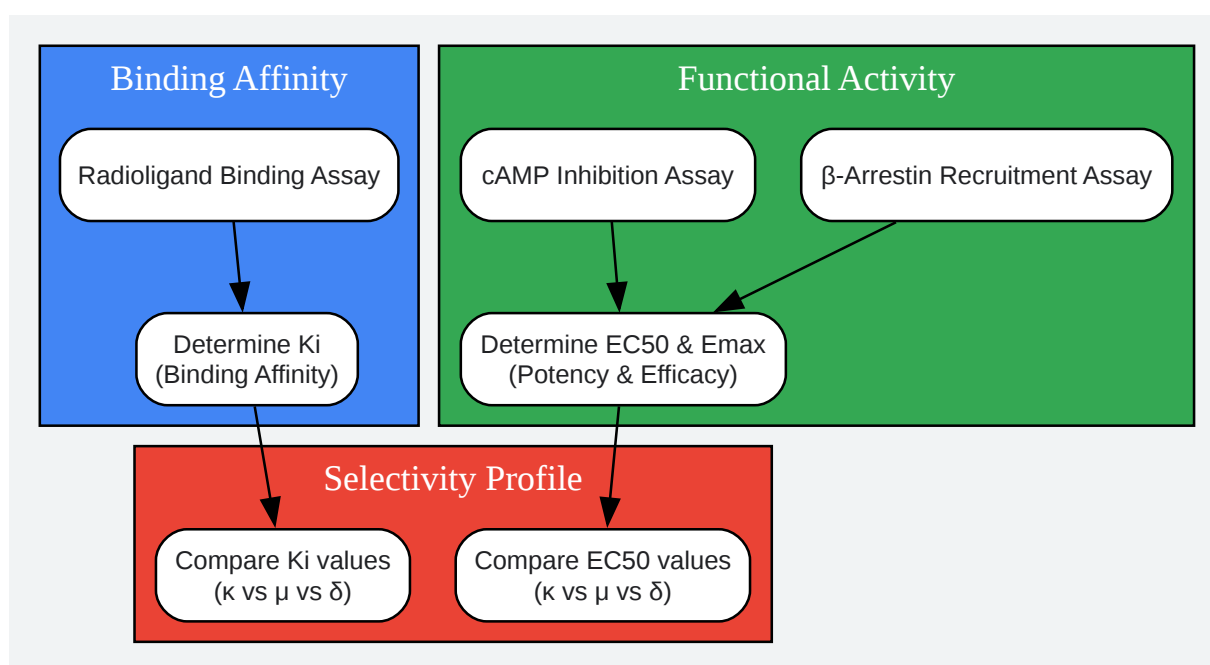 Binding Affinity
Radioligand Binding Assay
Determine Ki
(Binding Affinity)
Functional Activity
cAMP Inhibition Assay
β-Arrestin Recruitment Assay
Determine EC50 & Emax
(Potency & Efficacy)
Selectivity Profile
Compare Ki values
(κ vs μ vs δ)
Compare EC50 values
(κ vs μ vs δ)